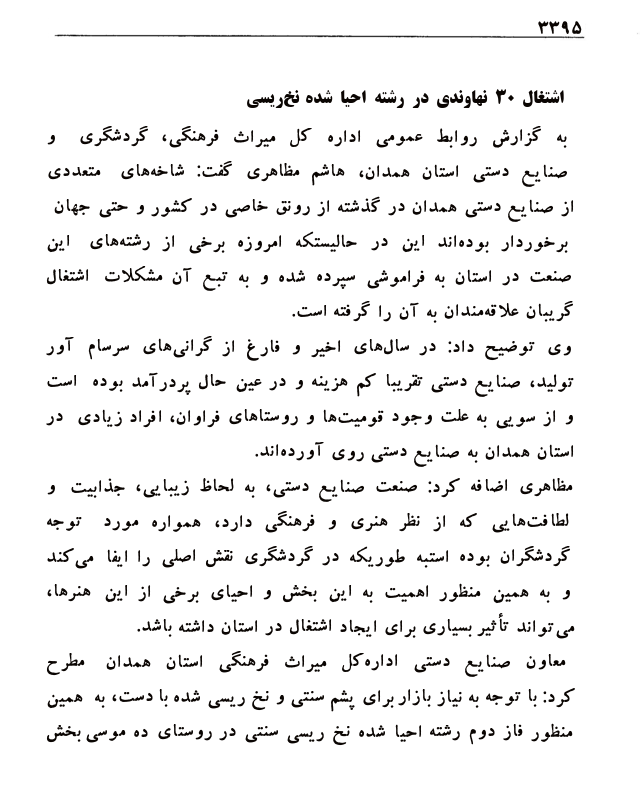 ۳۳۹۵
اشتغال ۳۰ نهاوندی در رشته احیا شده نخ‌ریسی
به گزارش روابط عمومی اداره کل میراث فرهنگی، گردشگری و
صنایع دستی استان همدان، هاشم مظاهری گفت: شاخه‌های متعددی
از صنایع دستی همدان در گذشته از رونق خاصی در کشور و حتی جهان
برخوردار بوده‌اند این در حالیستکه امروزه برخی از رشته‌های این
صنعت در استان به فراموشی سپرده شده و به تبع آن مشکلات اشتغال
گریبان علاقه‌مندان به آن را گرفته است.
وی توضیح داد: در سال‌های اخیر و فارغ از گرانی‌های سرسام آور
تولید، صنایع دستی تقریبا کم هزینه و در عین حال پردرآمد بوده است
و از سویی به علت وجود قومیت‌ها و روستاهای فراوان، افراد زیادی در
استان همدان به صنایع دستی روی آورده‌اند.
مظاهری اضافه کرد: صنعت صنایع دستی، به لحاظ زیبایی، جذابیت و
لطافت‌هایی که از نظر هنری و فرهنگی دارد، همواره مورد توجه
گردشگران بوده استبه طوریکه در گردشگری نقش اصلی را ایفا می‌کند
و به همین منظور اهمیت به این بخش و احیای برخی از این هنرها،
می‌تواند تأثیر بسیاری برای ایجاد اشتغال در استان داشته باشد.
معاون صنایع دستی اداره‌کل میراث فرهنگی استان همدان مطرح
کرد: با توجه به نیاز بازار برای پشم سنتی و نخ ریسی شده با دست، به همین
منظور فاز دوم رشته احیا شده نخ ریسی سنتی در روستای ده موسی بخش